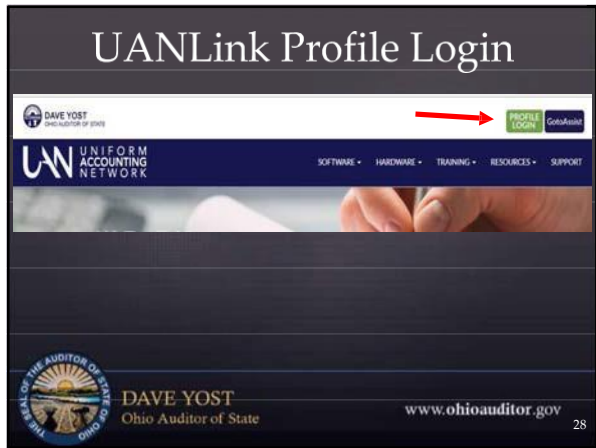 UANLink Profile Login
DAVE YOST
OHIO AUDITOR OF STATE
PROFILE
LOGIN
GotoAssist
UAN UNIFORM
ACCOUNTING
NETWORK
SOFTWARE
HARDWARE
TRAINING
RESOURCES
SUPPORT
THE SEAL OF THE AUDITOR OF STATE OF OHIO
DAVE YOST
Ohio Auditor of State
www.ohioauditor.gov
28